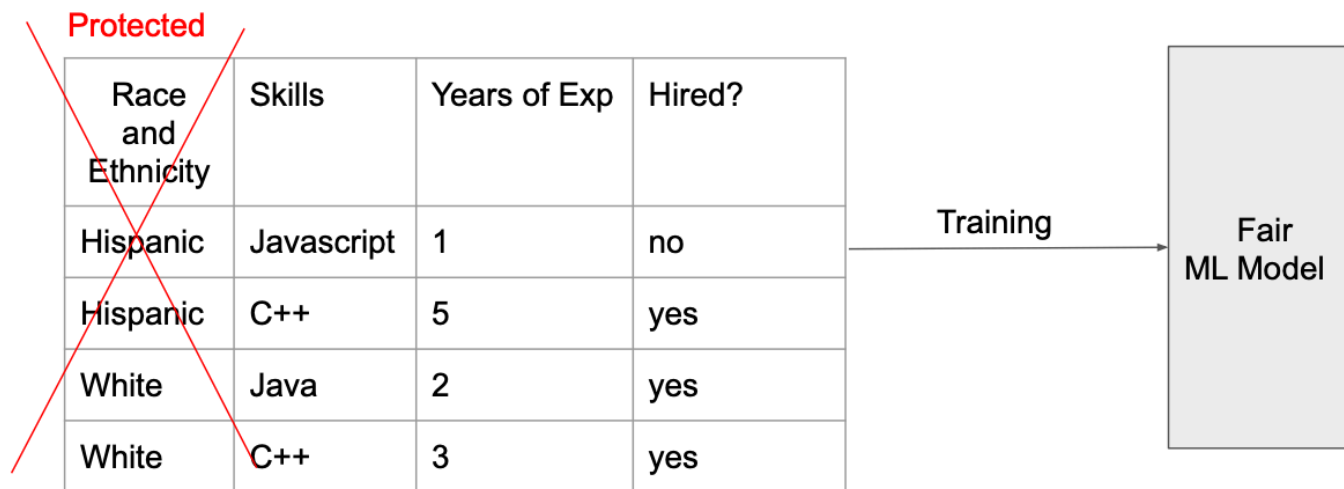 Protected
Race and Ethnicity Skills Years of Exp Hired?
Hispanic Javascript 1 no
Hispanic C++ 5 yes
White Java 2 yes
White C++ 3 yes
Training
Fair
ML Model